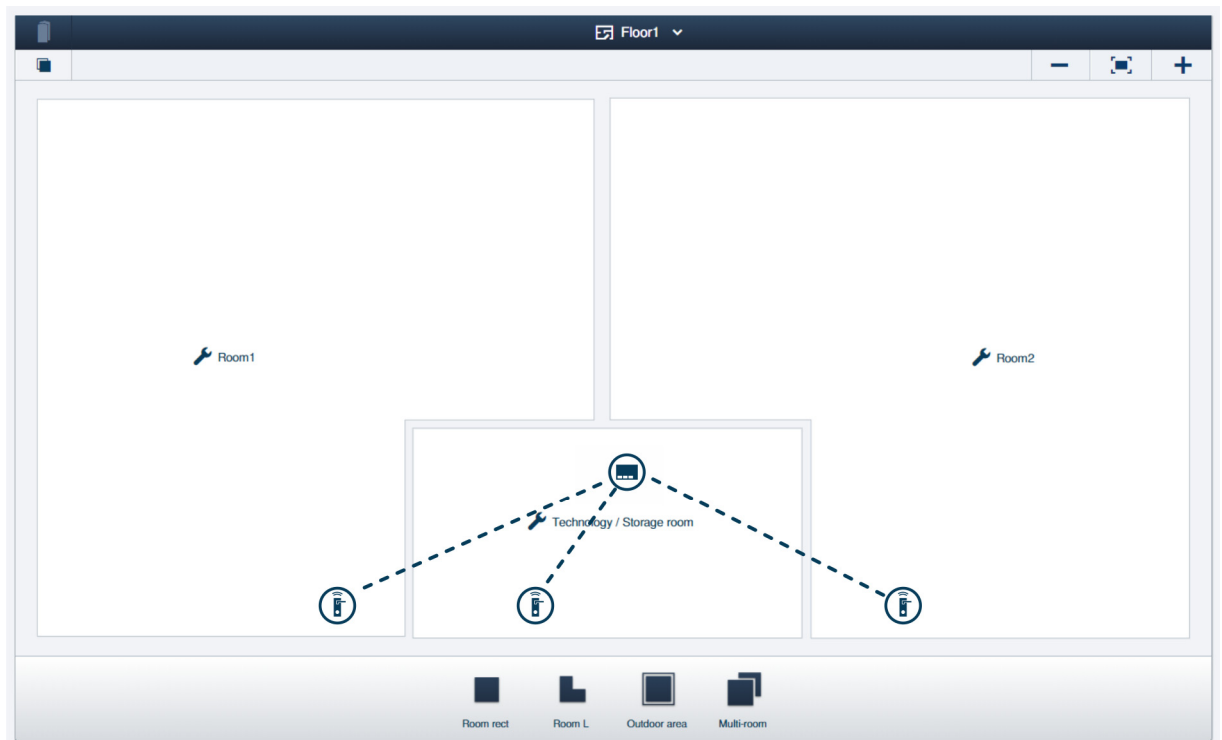 Floor1
Room1
Room2
Technology / Storage room
Room rect
Room L
Outdoor area
Multi-room